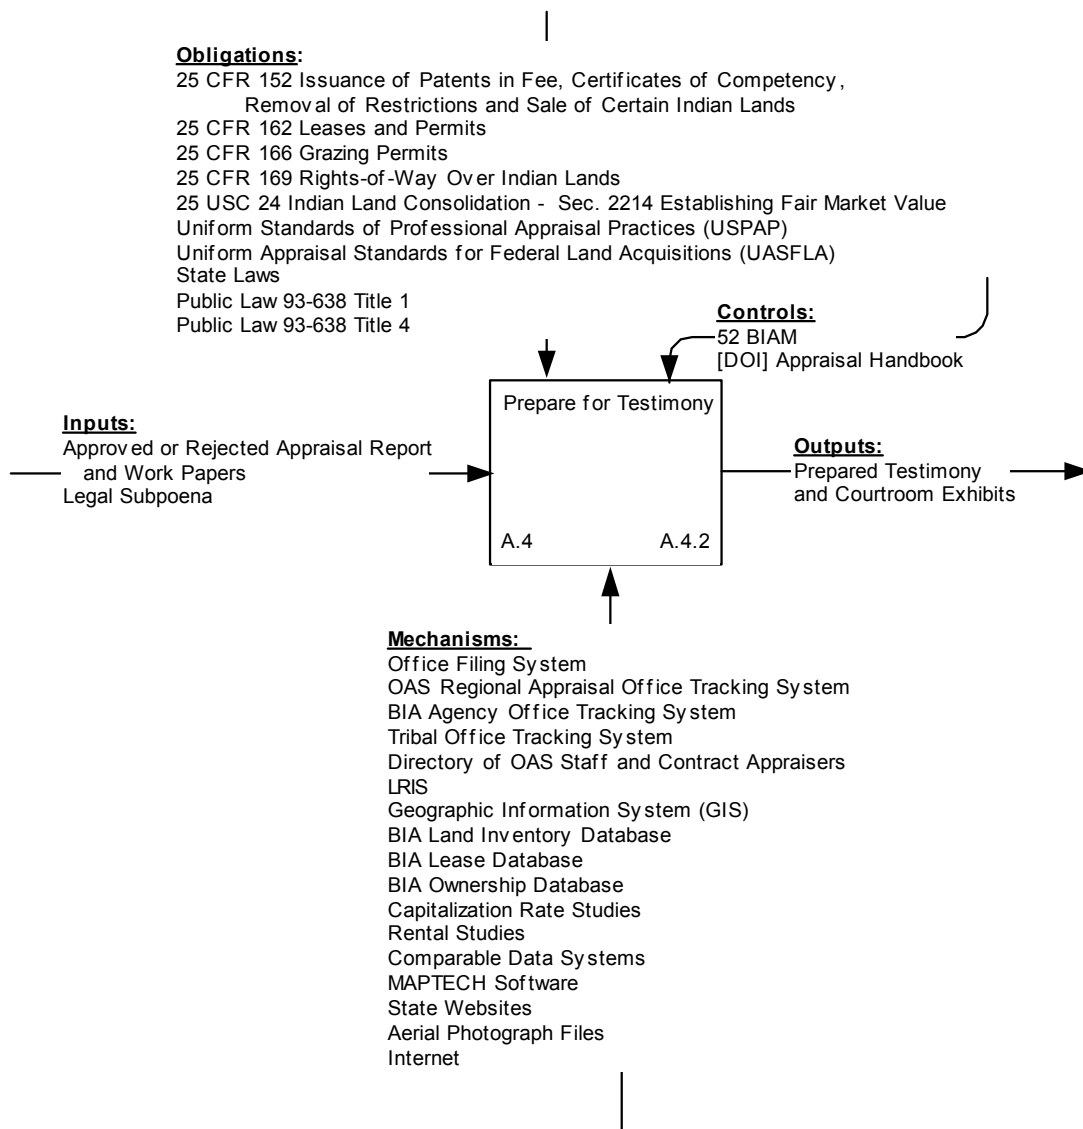 Obligations:
25 CFR 152 Issuance of Patents in Fee, Certificates of Competency,
Removal of Restrictions and Sale of Certain Indian Lands
25 CFR 162 Leases and Permits
25 CFR 166 Grazing Permits
25 CFR 169 Rights-of-Way Over Indian Lands
25 USC 24 Indian Land Consolidation - Sec. 2214 Establishing Fair Market Value
Uniform Standards of Professional Appraisal Practices (USPAP)
Uniform Appraisal Standards for Federal Land Acquisitions (UASFLA)
State Laws
Public Law 93-638 Title 1
Public Law 93-638 Title 4
Controls:
52 BIAM
[DOI] Appraisal Handbook
Inputs:
Approved or Rejected Appraisal Report
and Work Papers
Legal Subpoena
Prepare for Testimony
A.4 A.4.2
Outputs:
Prepared Testimony
and Courtroom Exhibits
Mechanisms:
Office Filing System
OAS Regional Appraisal Office Tracking System
BIA Agency Office Tracking System
Tribal Office Tracking System
Directory of OAS Staff and Contract Appraisers
LRIS
Geographic Information System (GIS)
BIA Land Inventory Database
BIA Lease Database
BIA Ownership Database
Capitalization Rate Studies
Rental Studies
Comparable Data Systems
MAPTECH Software
State Websites
Aerial Photograph Files
Internet